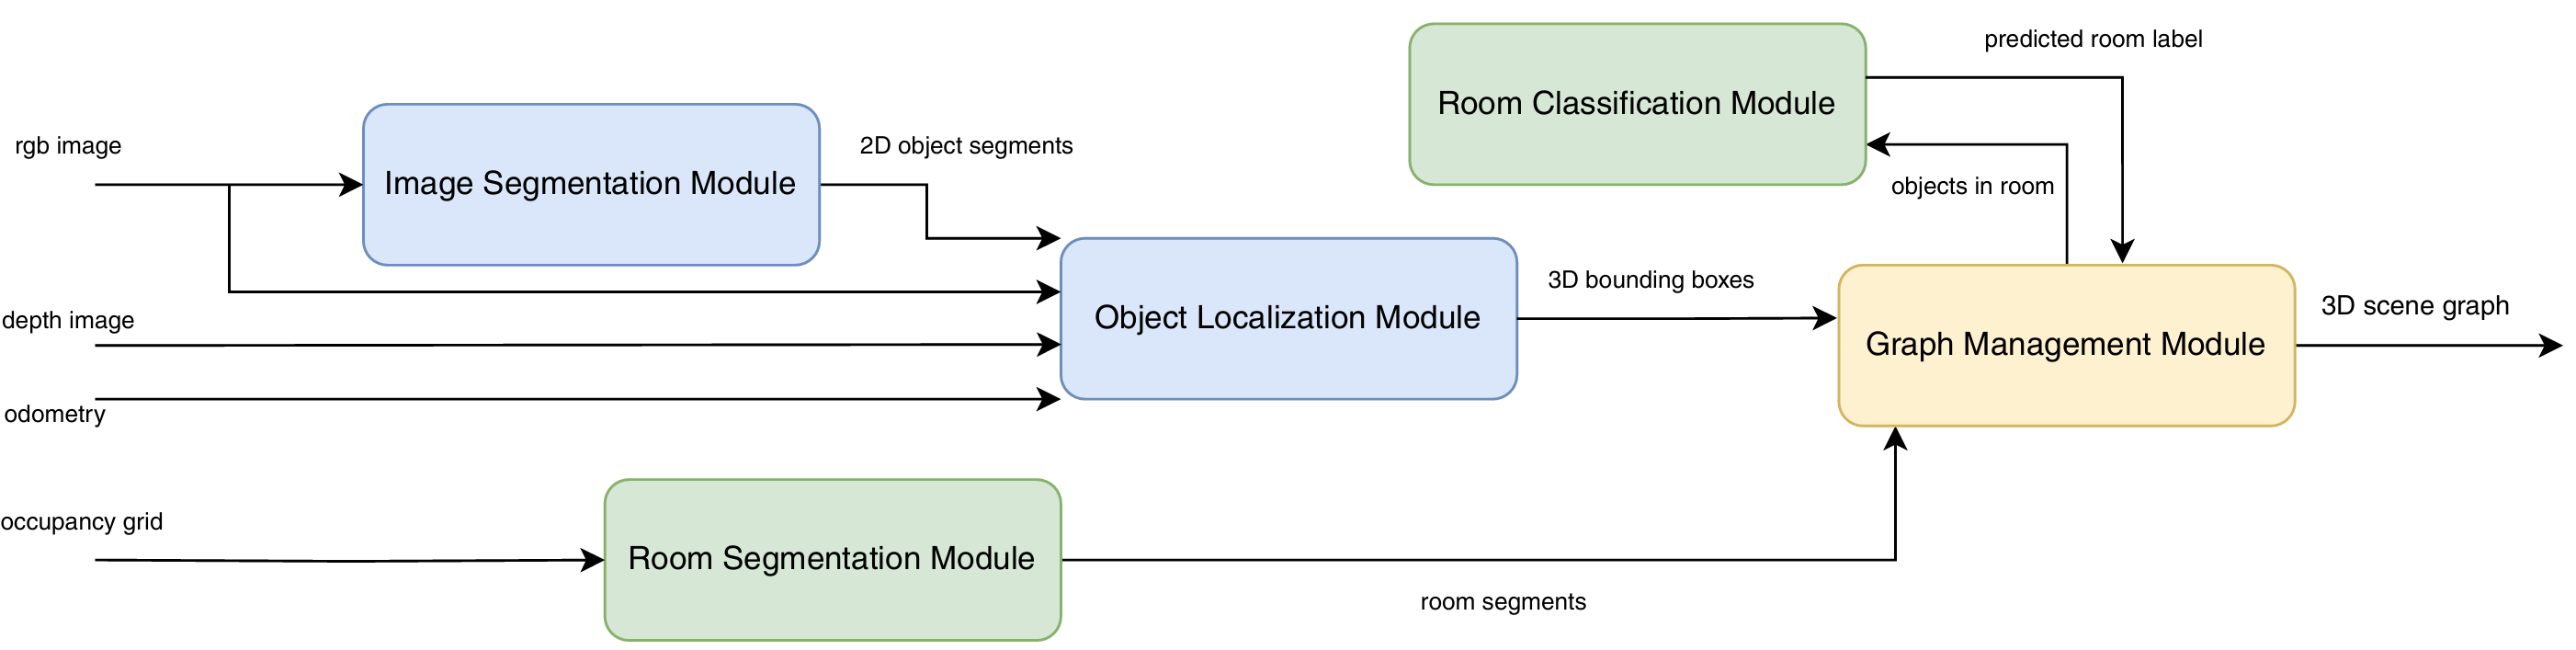 predicted room label
Room Classification Module
rgb image
2D object segments
Image Segmentation Module
objects in room
3D bounding boxes
3D scene graph
depth image
Object Localization Module
Graph Management Module
odometry
occupancy grid
Room Segmentation Module
room segments